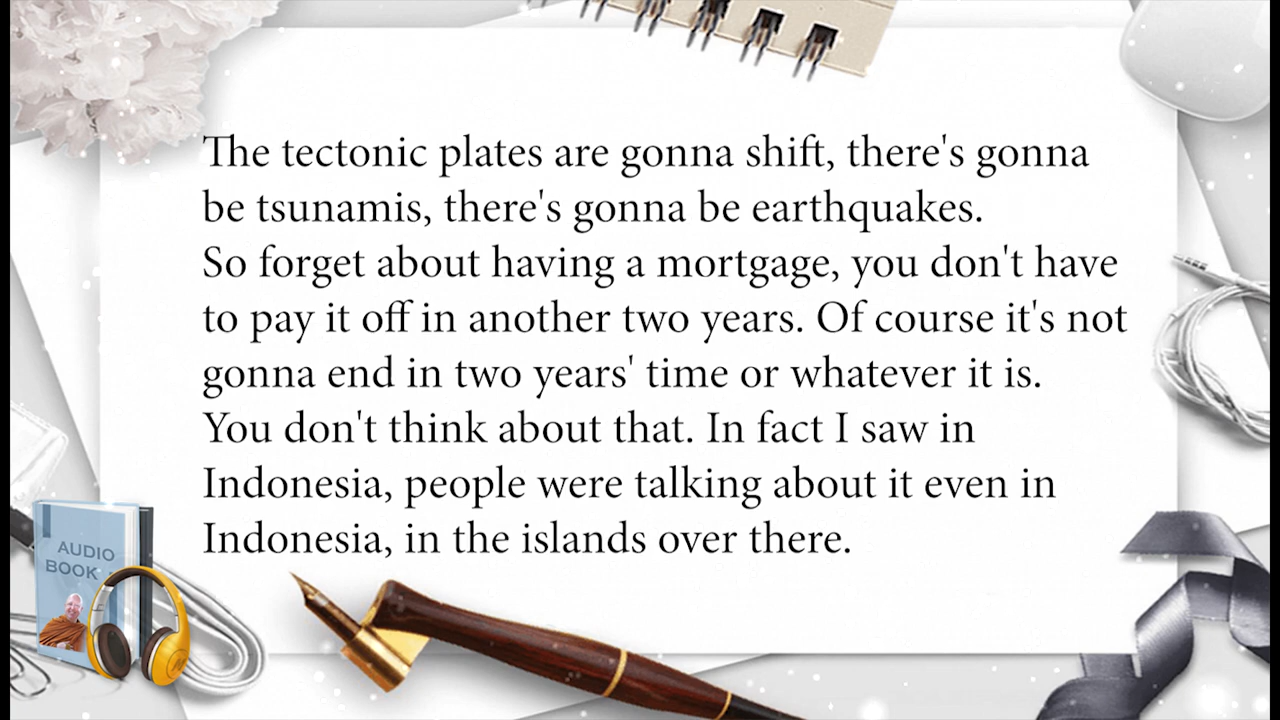 The tectonic plates are gonna shift, there's gonna
be tsunamis, there's gonna be earthquakes.
So forget about having a mortgage, you don't have
to pay it off in another two years. Of course it's not
gonna end in two years' time or whatever it is.
You don't think about that. In fact I saw in
Indonesia, people were talking about it even in
Indonesia, in the islands over there.
AUDIO
BOOK